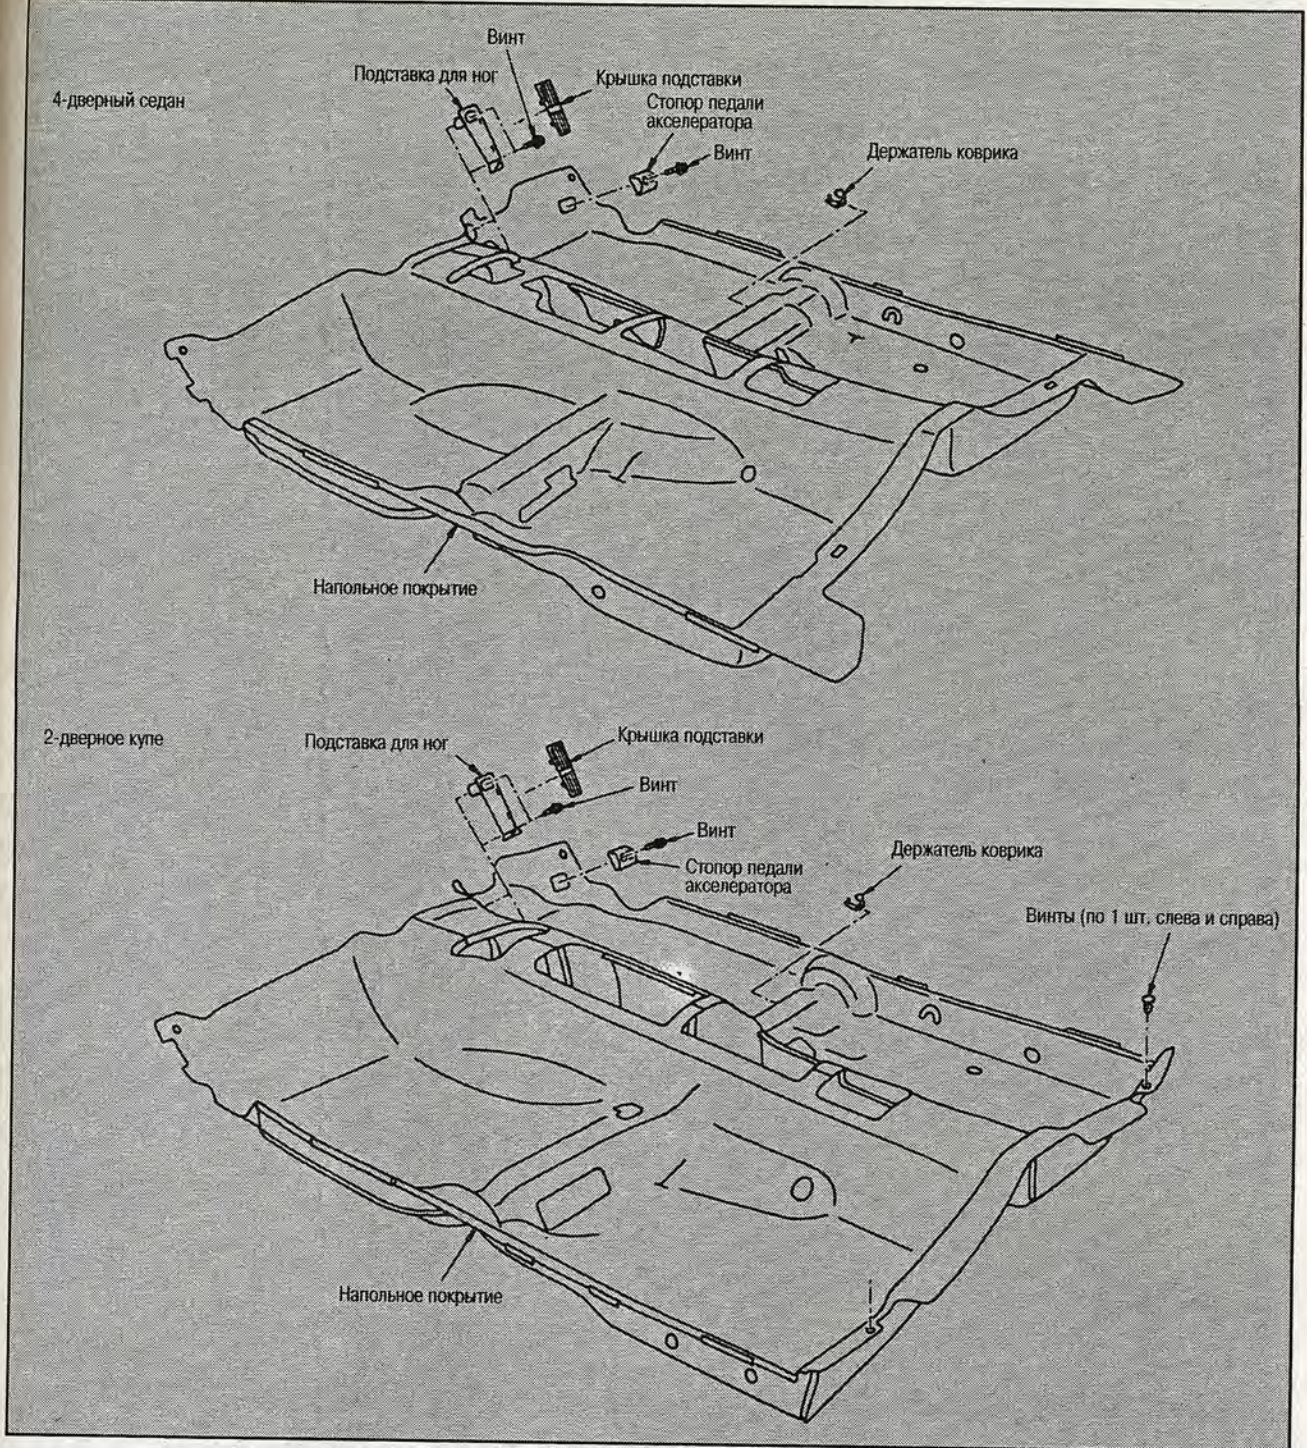 Винт
Подставка для ног
Крышка подставки
4-дверный седан
Стопор педали
акселератора
Винт
Держатель коврика
Напольное покрытие
2-дверное купе
Подставка для ног
Крышка подставки
Винт
Винт
Стопор педали
акселератора
Держатель коврика
Винты (по 1 шт. слева и справа)
Напольное покрытие